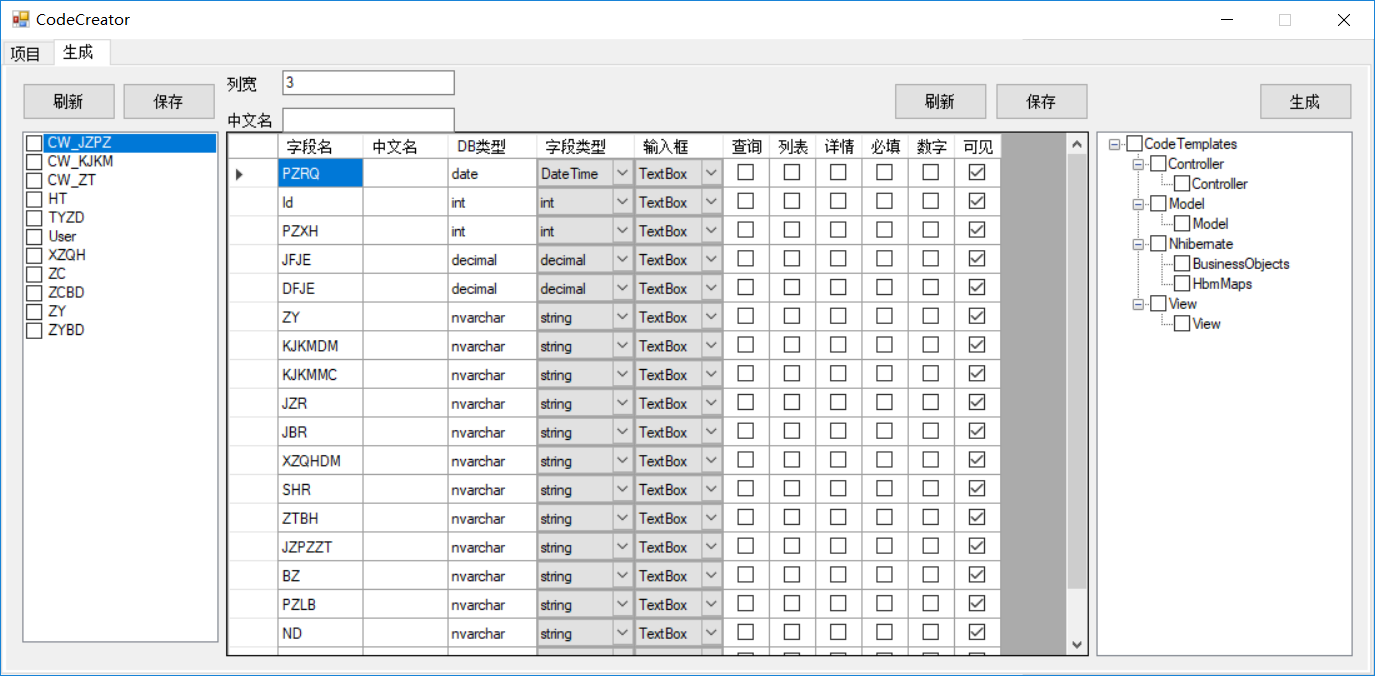 CodeCreator
项目 生成
刷新 保存
CW_JZPZ
CW_KJKM
CW_ZT
HT
TYZD
User
XZQH
ZC
ZCBD
ZY
ZYBD
列宽 3
中文名
刷新 保存
字段名 中文名 DB类型 字段类型 输入框 查询 列表 详情 必填 数字 可见
PZRQ date DateTime TextBox
Id int int TextBox
PZXH int int TextBox
JFJE decimal decimal TextBox
DFJE decimal decimal TextBox
ZY nvarchar string TextBox
KJKMDM nvarchar string TextBox
KJKMMC nvarchar string TextBox
JZR nvarchar string TextBox
JBR nvarchar string TextBox
XZQHDM nvarchar string TextBox
SHR nvarchar string TextBox
ZTBH nvarchar string TextBox
JZPZZT nvarchar string TextBox
BZ nvarchar string TextBox
PZLB nvarchar string TextBox
ND nvarchar string TextBox
生成
CodeTemplates
Controller
Controller
Model
Model
Nhibernate
BusinessObjects
HbmMaps
View
View